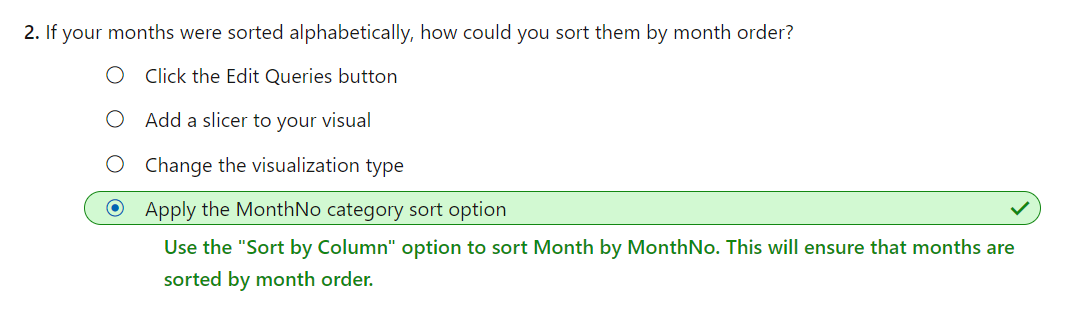 2. If your months were sorted alphabetically, how could you sort them by month order?
Click the Edit Queries button
Add a slicer to your visual
Change the visualization type
Apply the MonthNo category sort option
Use the "Sort by Column" option to sort Month by MonthNo. This will ensure that months are
sorted by month order.